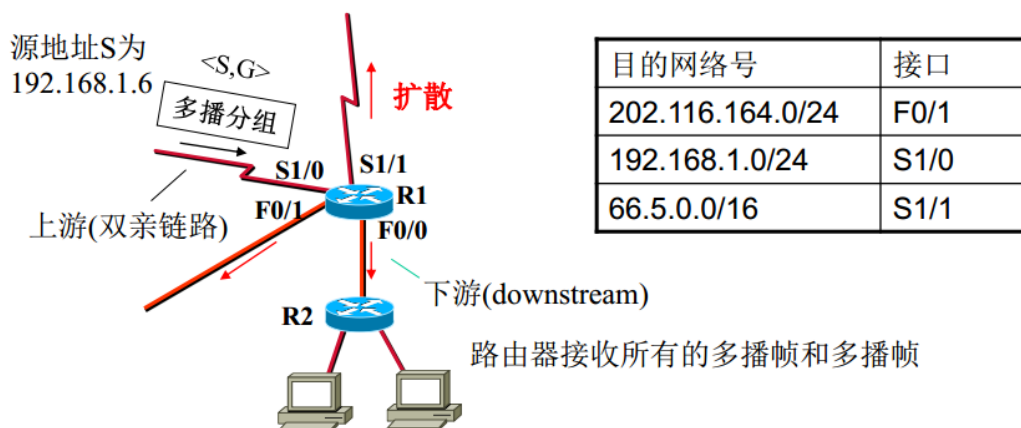 源地址S为
192.168.1.6
<S,G>
多播分组
扩散
S1/0
S1/1
R1
F0/1
F0/0
上游(双亲链路)
下游(downstream)
R2
路由器接收所有的多播帧和多播帧
目的网络号 接口
202.116.164.0/24 F0/1
192.168.1.0/24 S1/0
66.5.0.0/16 S1/1